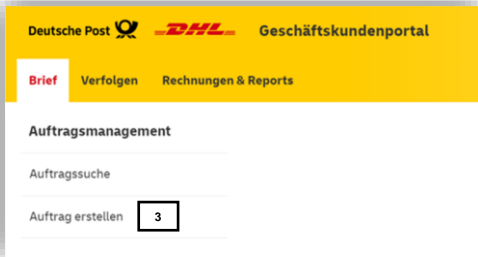 Deutsche Post DHL Geschäftskundenportal
Brief Verfolgen Rechnungen & Reports
Auftragsmanagement
Auftragssuche
Auftrag erstellen 3